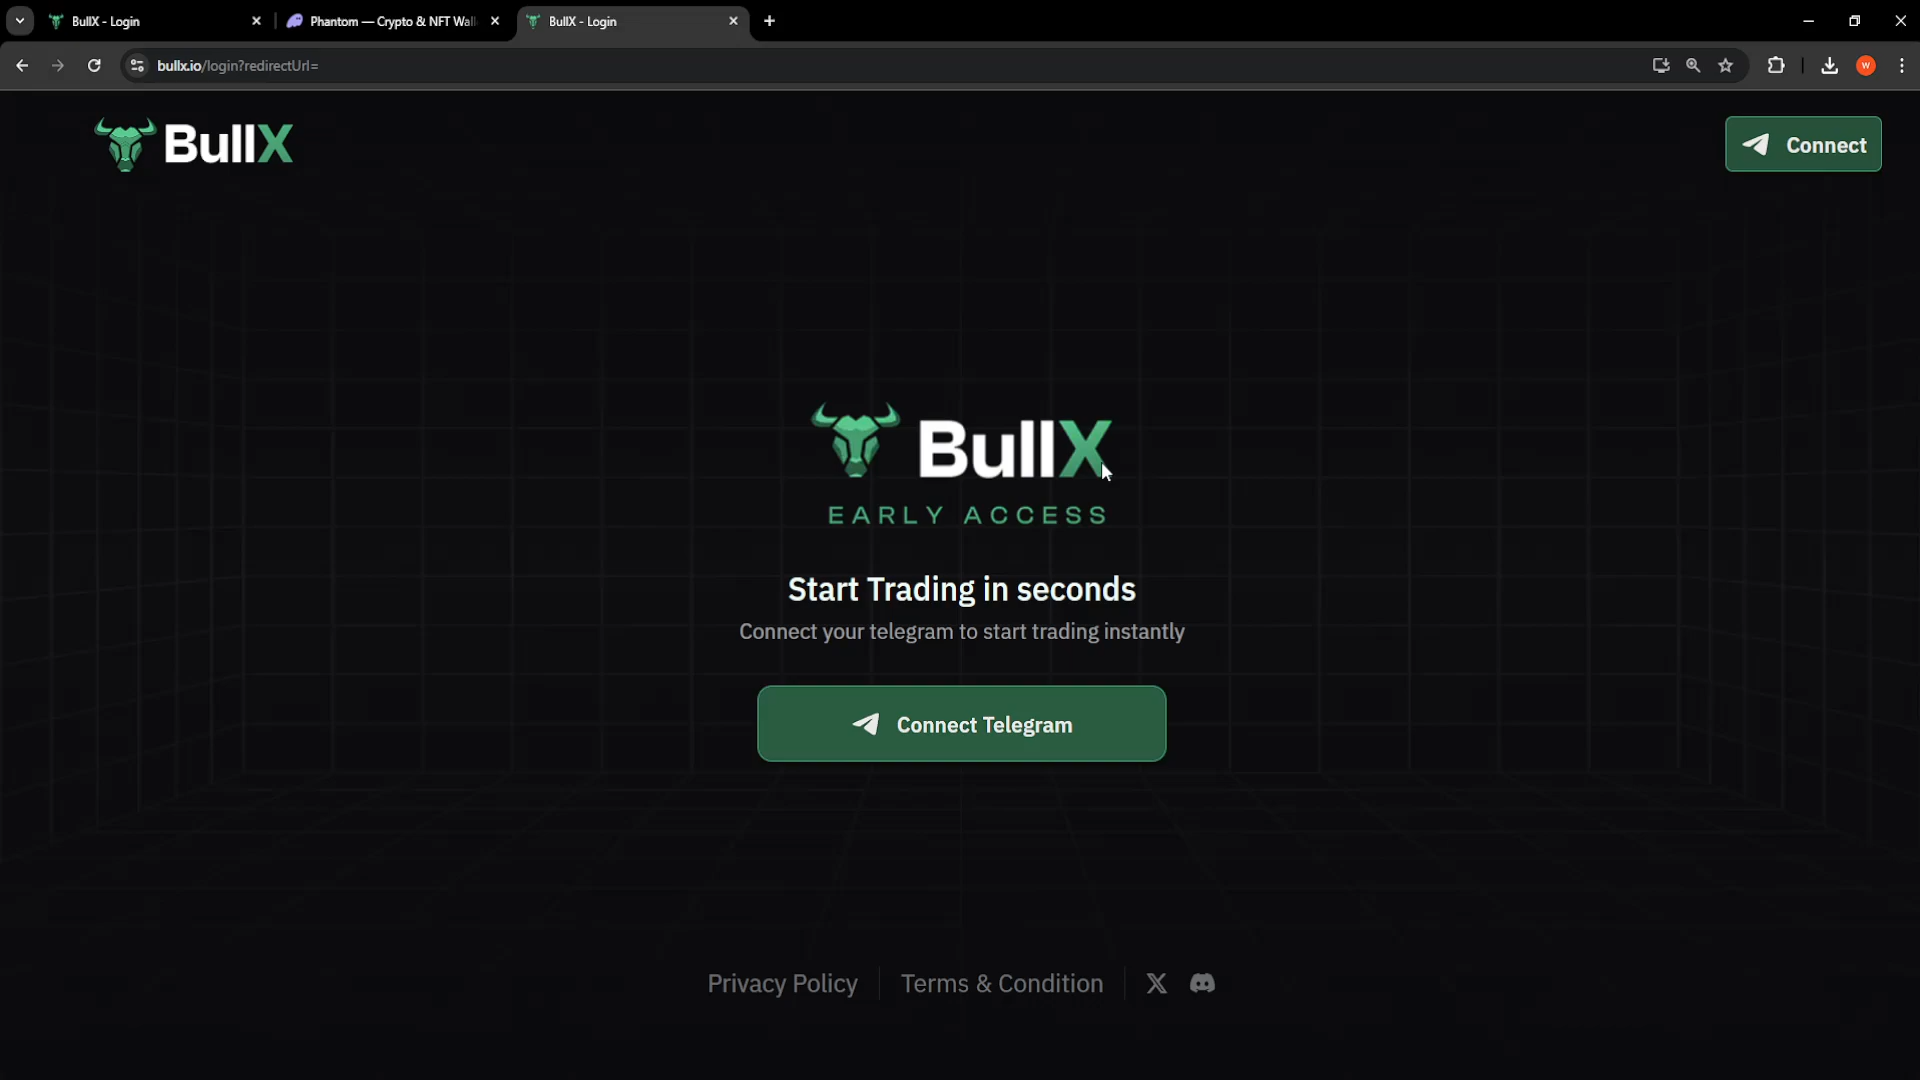 BullX - Login
Phantom — Crypto & NFT Wall
BullX - Login
bullx.io/login?redirectUrl=
W
BullX
Connect
BullX
EARLY ACCESS
Start Trading in seconds
Connect your telegram to start trading instantly
Connect Telegram
Privacy Policy
Terms & Condition